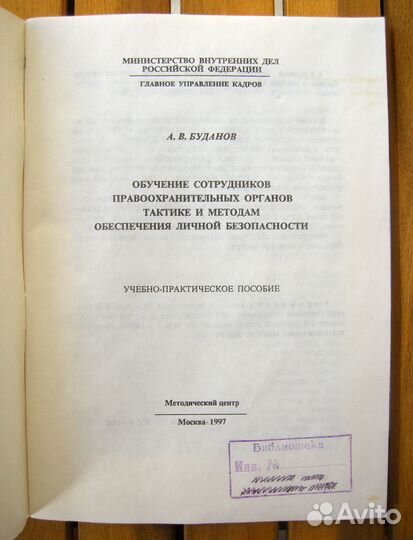 МИНИСТЕРСТВО ВНУТРЕННИХ ДЕЛ
РОССИЙСКОЙ ФЕДЕРАЦИИ
ГЛАВНОЕ УПРАВЛЕНИЕ КАДРОВ
А. В. БУДАНОВ
ОБУЧЕНИЕ СОТРУДНИКОВ
ПРАВООХРАНИТЕЛЬНЫХ ОРГАНОВ
ТАКТИКЕ И МЕТОДАМ
ОБЕСПЕЧЕНИЯ ЛИЧНОЙ БЕЗОПАСНОСТИ
УЧЕБНО-ПРАКТИЧЕСКОЕ ПОСОБИЕ
Методический центр
Москва - 1997
Библиотека
Инв. №
Avito